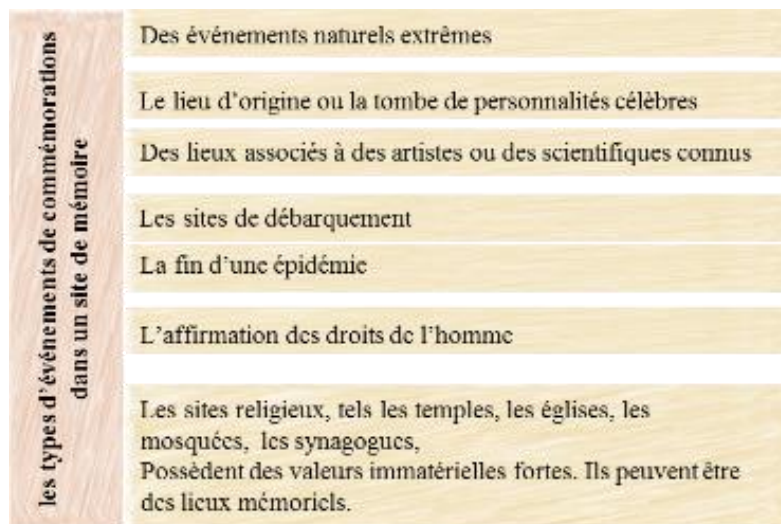 les types d'événements de commémorations
dans un site de mémoire
Des événements naturels extrêmes
Le lieu d'origine ou la tombe de personnalités célèbres
Des lieux associés à des artistes ou des scientifiques connus
Les sites de débarquement
La fin d'une épidémie
L'affirmation des droits de l'homme
Les sites religieux, tels les temples, les églises, les
mosquées, les synagogues,
Possèdent des valeurs immatérielles fortes. Ils peuvent être
des lieux mémoriels.